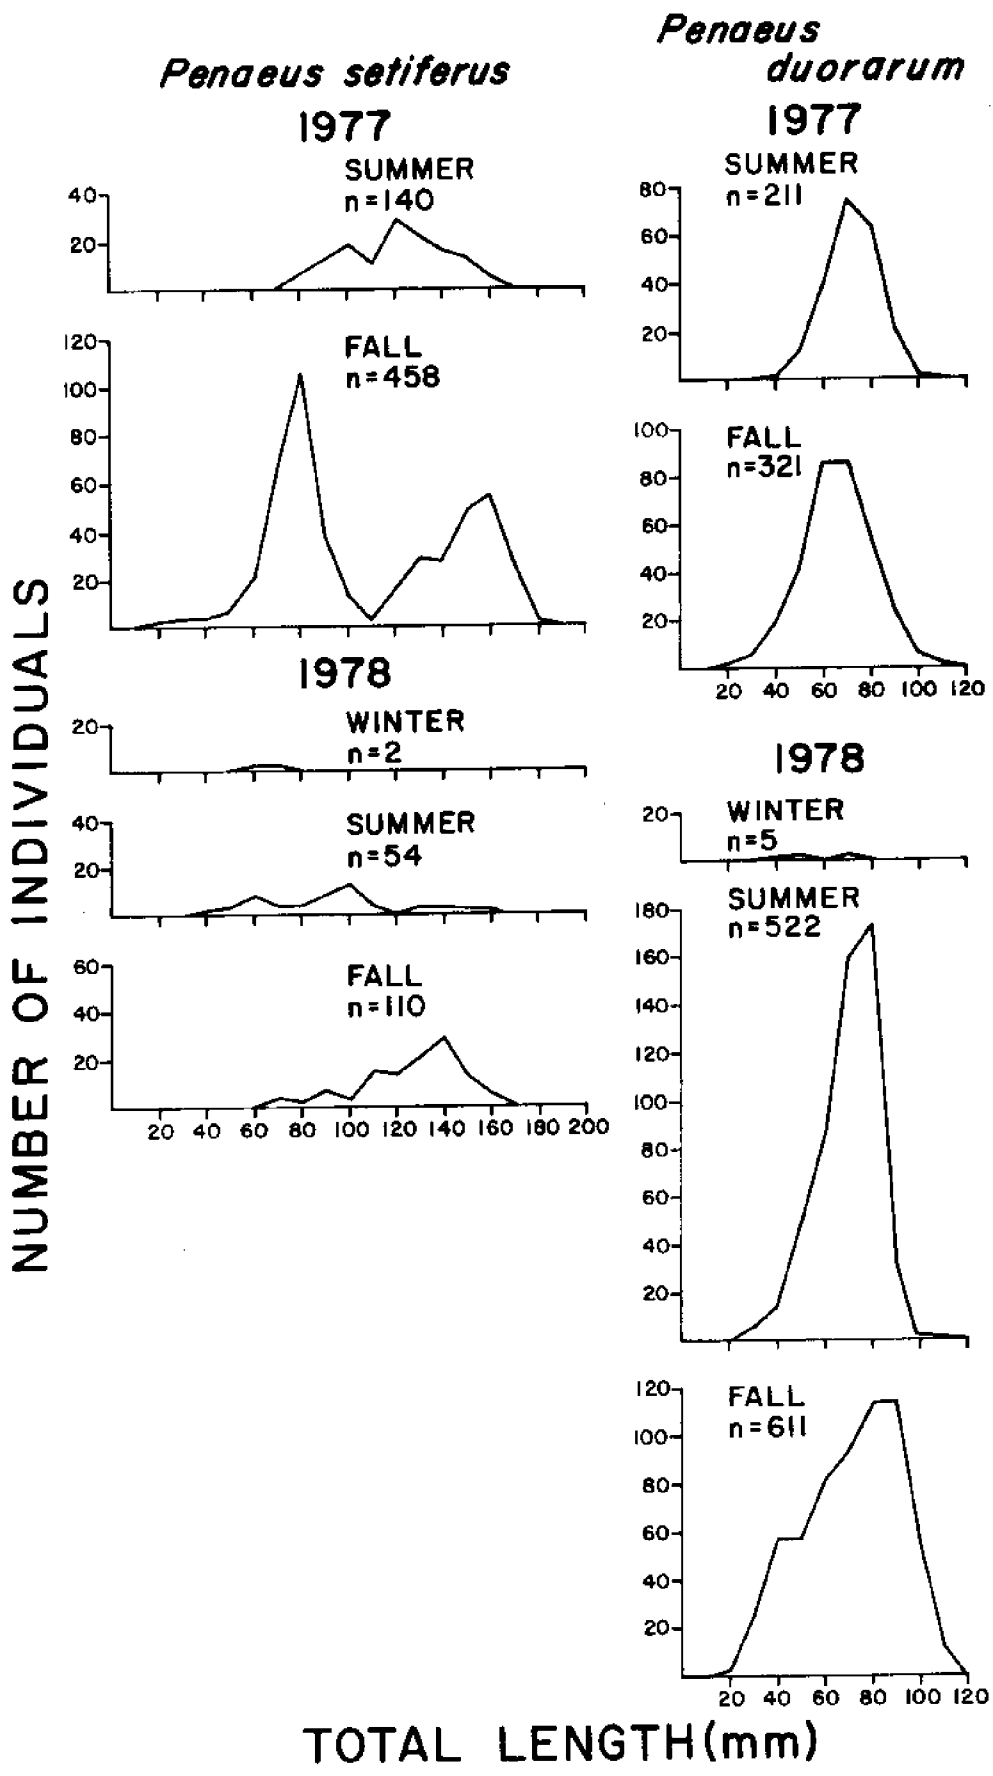 Penaeus setiferus
1977
SUMMER
n=140
40
20
FALL
n=458
120
100
80
60
40
20
1978
WINTER
n=2
20
SUMMER
n=54
40
20
FALL
n=110
60
40
20
20 40 60 80 100 120 140 160 180 200
Penaeus
duorarum
1977
SUMMER
n=211
80
60
40
20
FALL
n=321
100
80
60
40
20
20 40 60 80 100 120
1978
WINTER
n=5
20
SUMMER
n=522
180
160
140
120
100
80
60
40
20
FALL
n=611
120
100
80
60
40
20
20 40 60 80 100 120
NUMBER OF INDIVIDUALS
TOTAL LENGTH(mm)